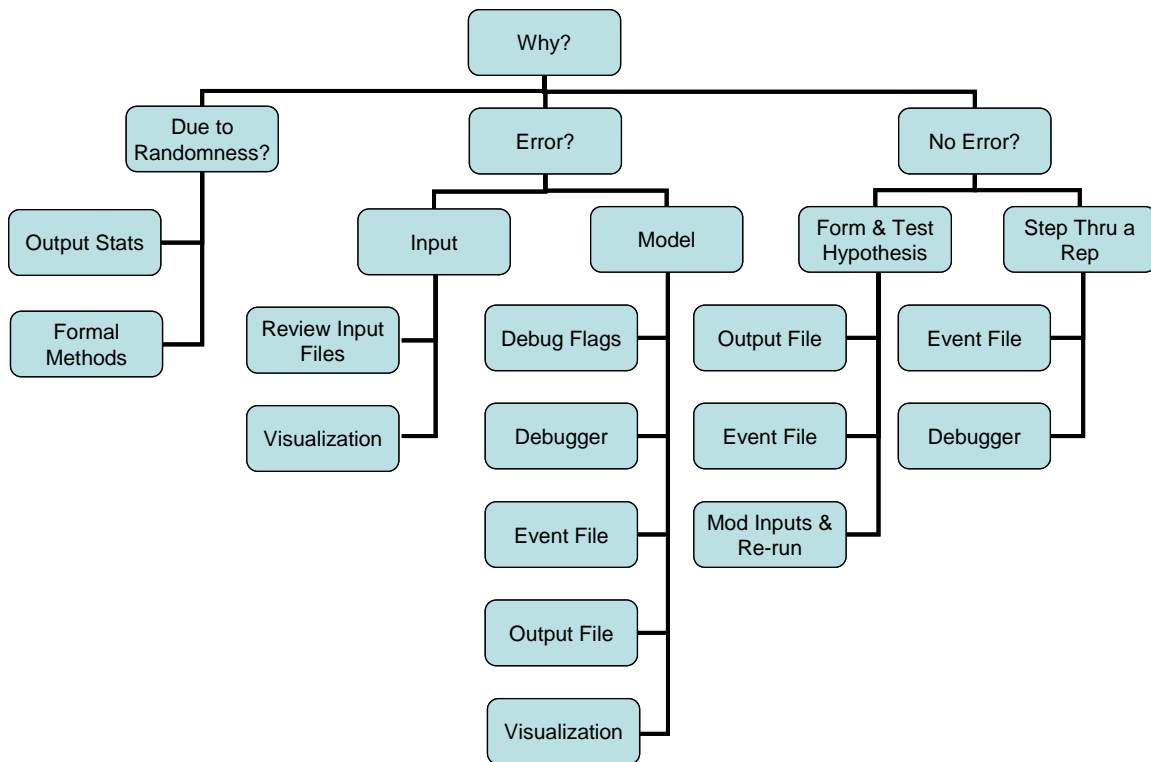 Why?
Due to
Randomness?
Error?
No Error?
Output Stats
Input
Model
Form & Test
Hypothesis
Step Thru a
Rep
Formal
Methods
Review Input
Files
Debug Flags
Output File
Event File
Visualization
Debugger
Event File
Debugger
Event File
Mod Inputs &
Re-run
Output File
Visualization